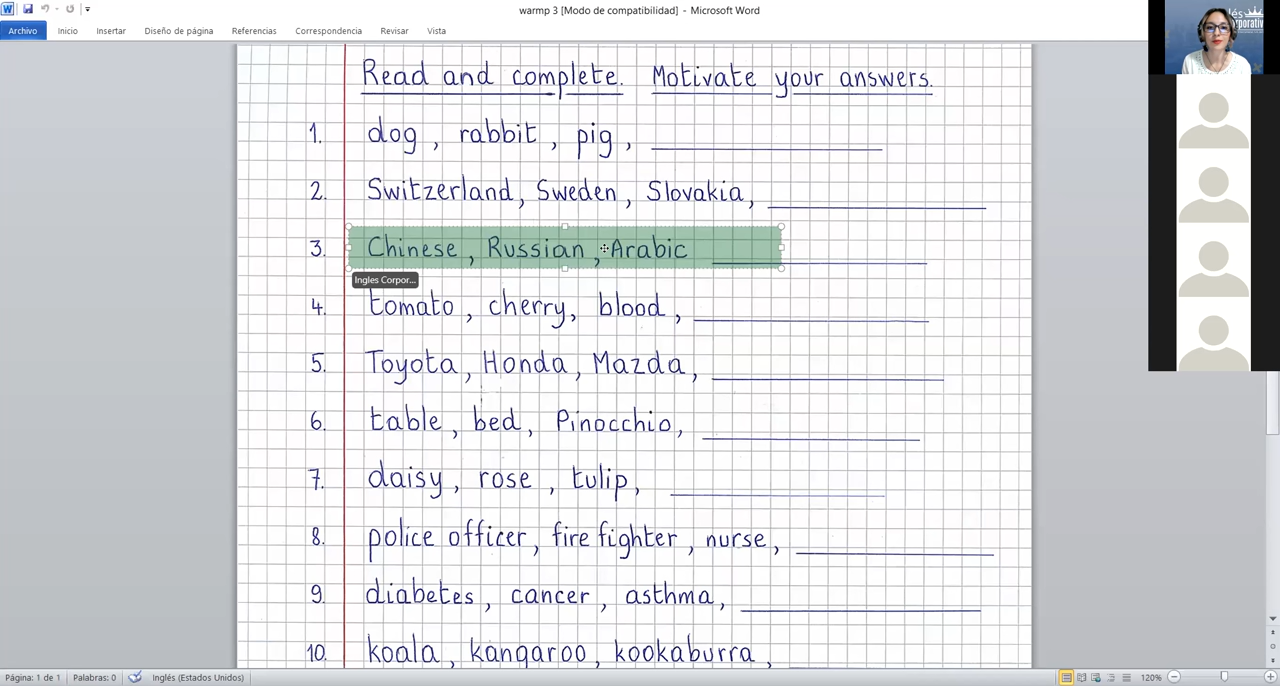 warmp 3 [Modo de compatibilidad] - Microsoft Word
Archivo Inicio Insertar Diseño de página Referencias Correspondencia Revisar Vista
Read and complete. Motivate your answers.
1. dog, rabbit, pig,
2. Switzerland, Sweden, Slovakia,
3. Chinese, Russian, Arabic
Ingles Corpor...
4. tomato, cherry, blood,
5. Toyota, Honda, Mazda,
6. table, bed, Pinocchio,
7. daisy, rose, tulip,
8. police officer, fire fighter, nurse,
9. diabetes, cancer, asthma,
10. koala, kangaroo, kookaburra,
Página: 1 de 1 Palabras: 0 Inglés (Estados Unidos) 120%